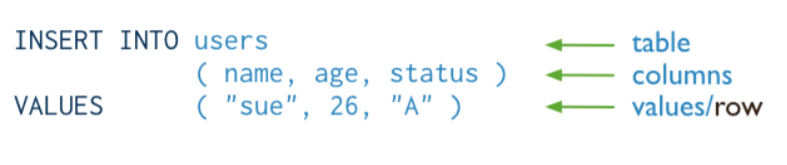 INSERT INTO users table
( name, age, status ) columns
VALUES ( "sue", 26, "A" ) values/row